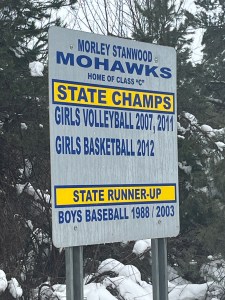 MORLEY STANWOOD
MOHAWKS
HOME OF CLASS "C"
STATE CHAMPS
GIRLS VOLLEYBALL 2007, 2011
GIRLS BASKETBALL 2012
STATE RUNNER-UP
BOYS BASEBALL 1988 / 2003